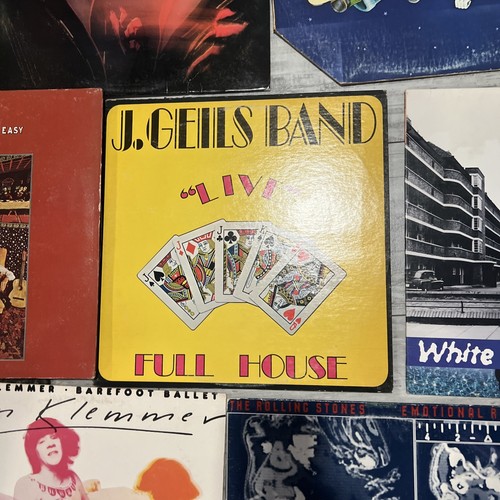 EASY
J. GEILS BAND
"LIVE"
FULL HOUSE
White
KLEMMER · BAREFOOT BALLET
n Klemmer
THE ROLLING STONES EMOTIONAL R